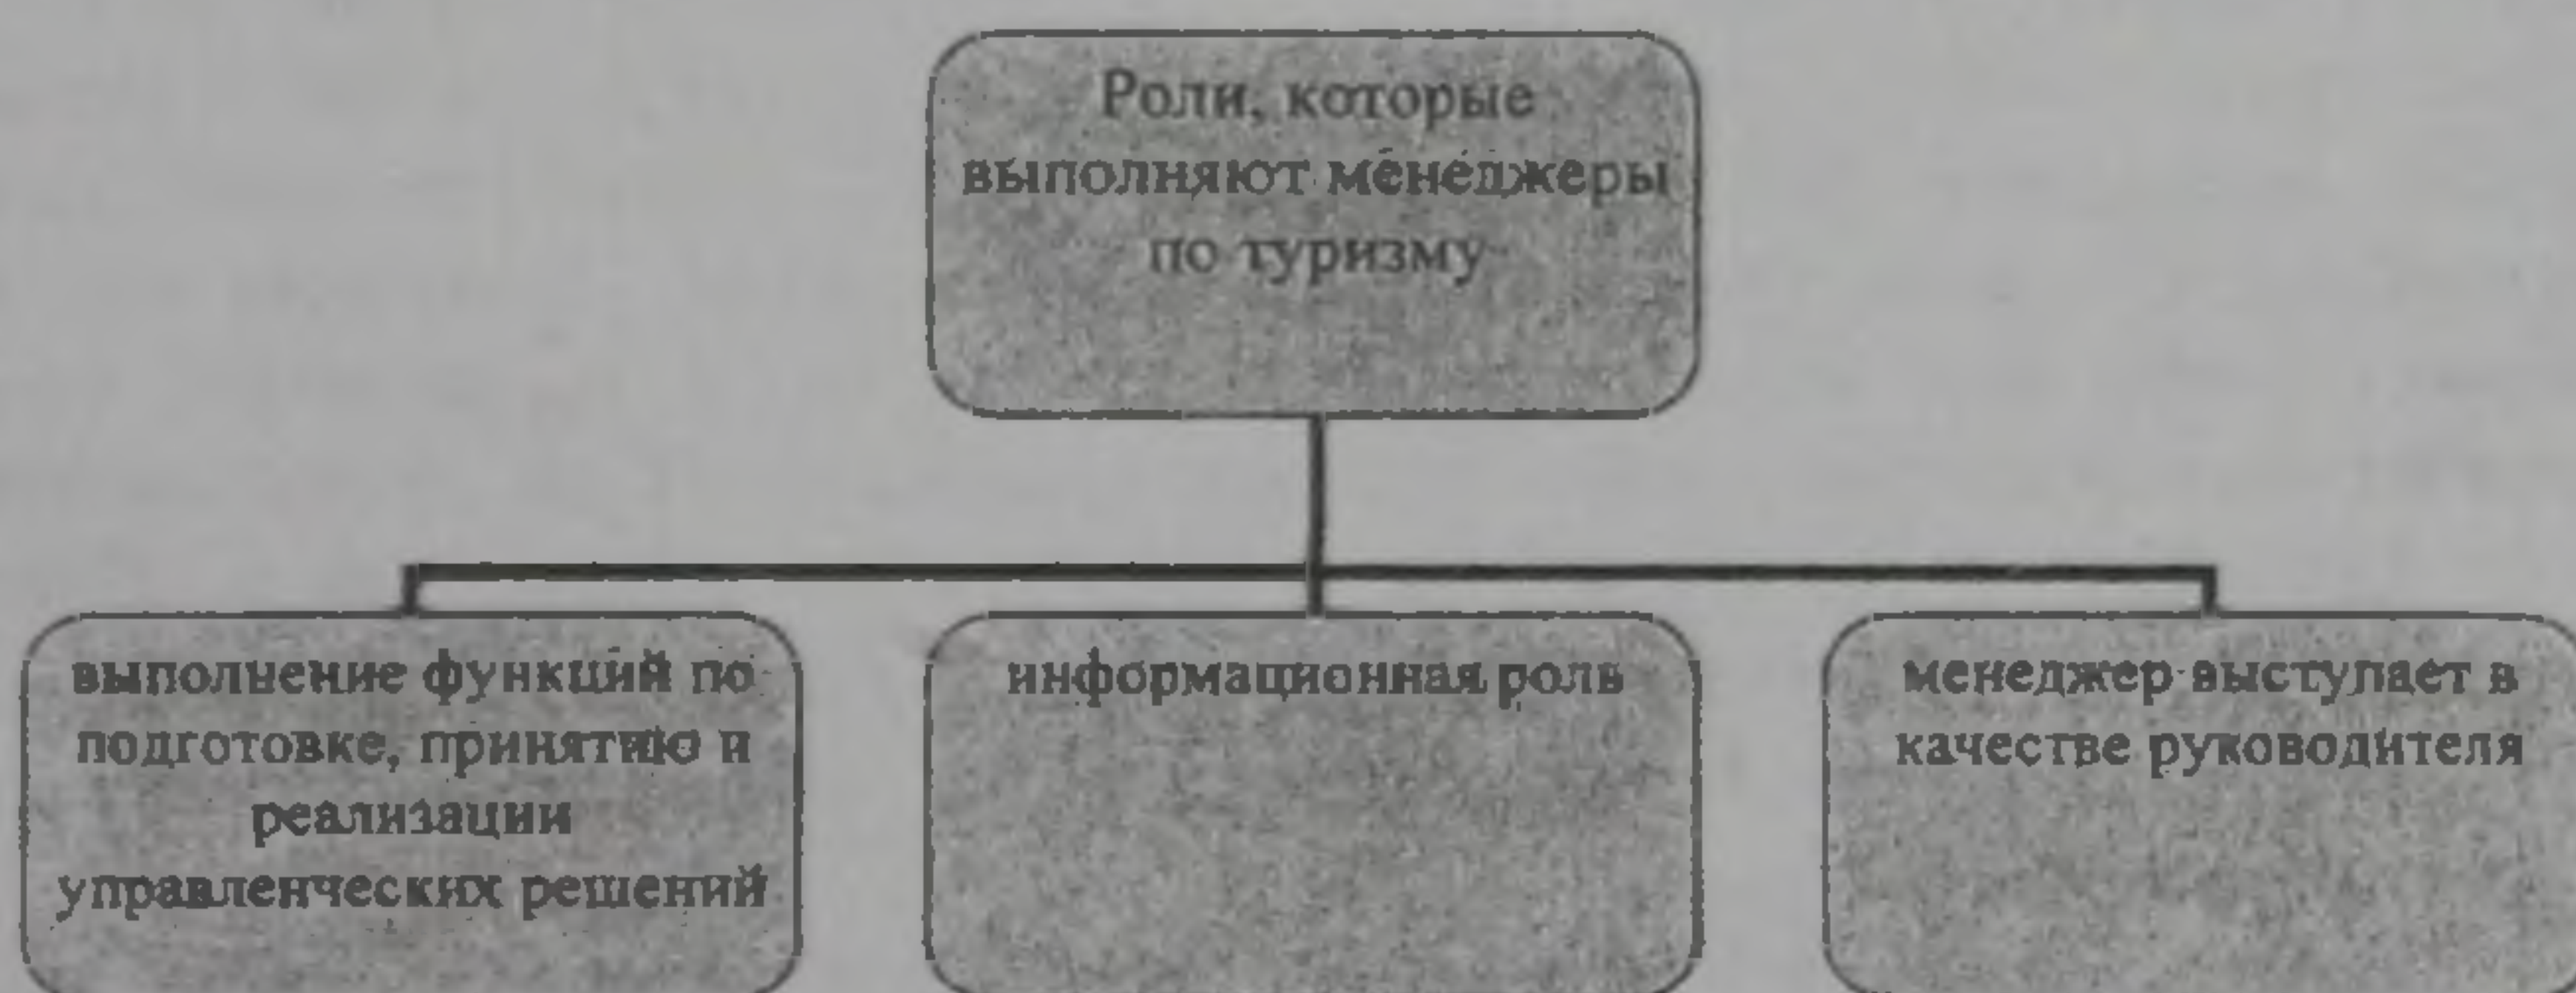 Роли, которые
выполняют менеджеры
по туризму
выполнение функций по
подготовке, принятию и
реализации
управленческих решений
информационная роль
менеджер выступает в
качестве руководителя